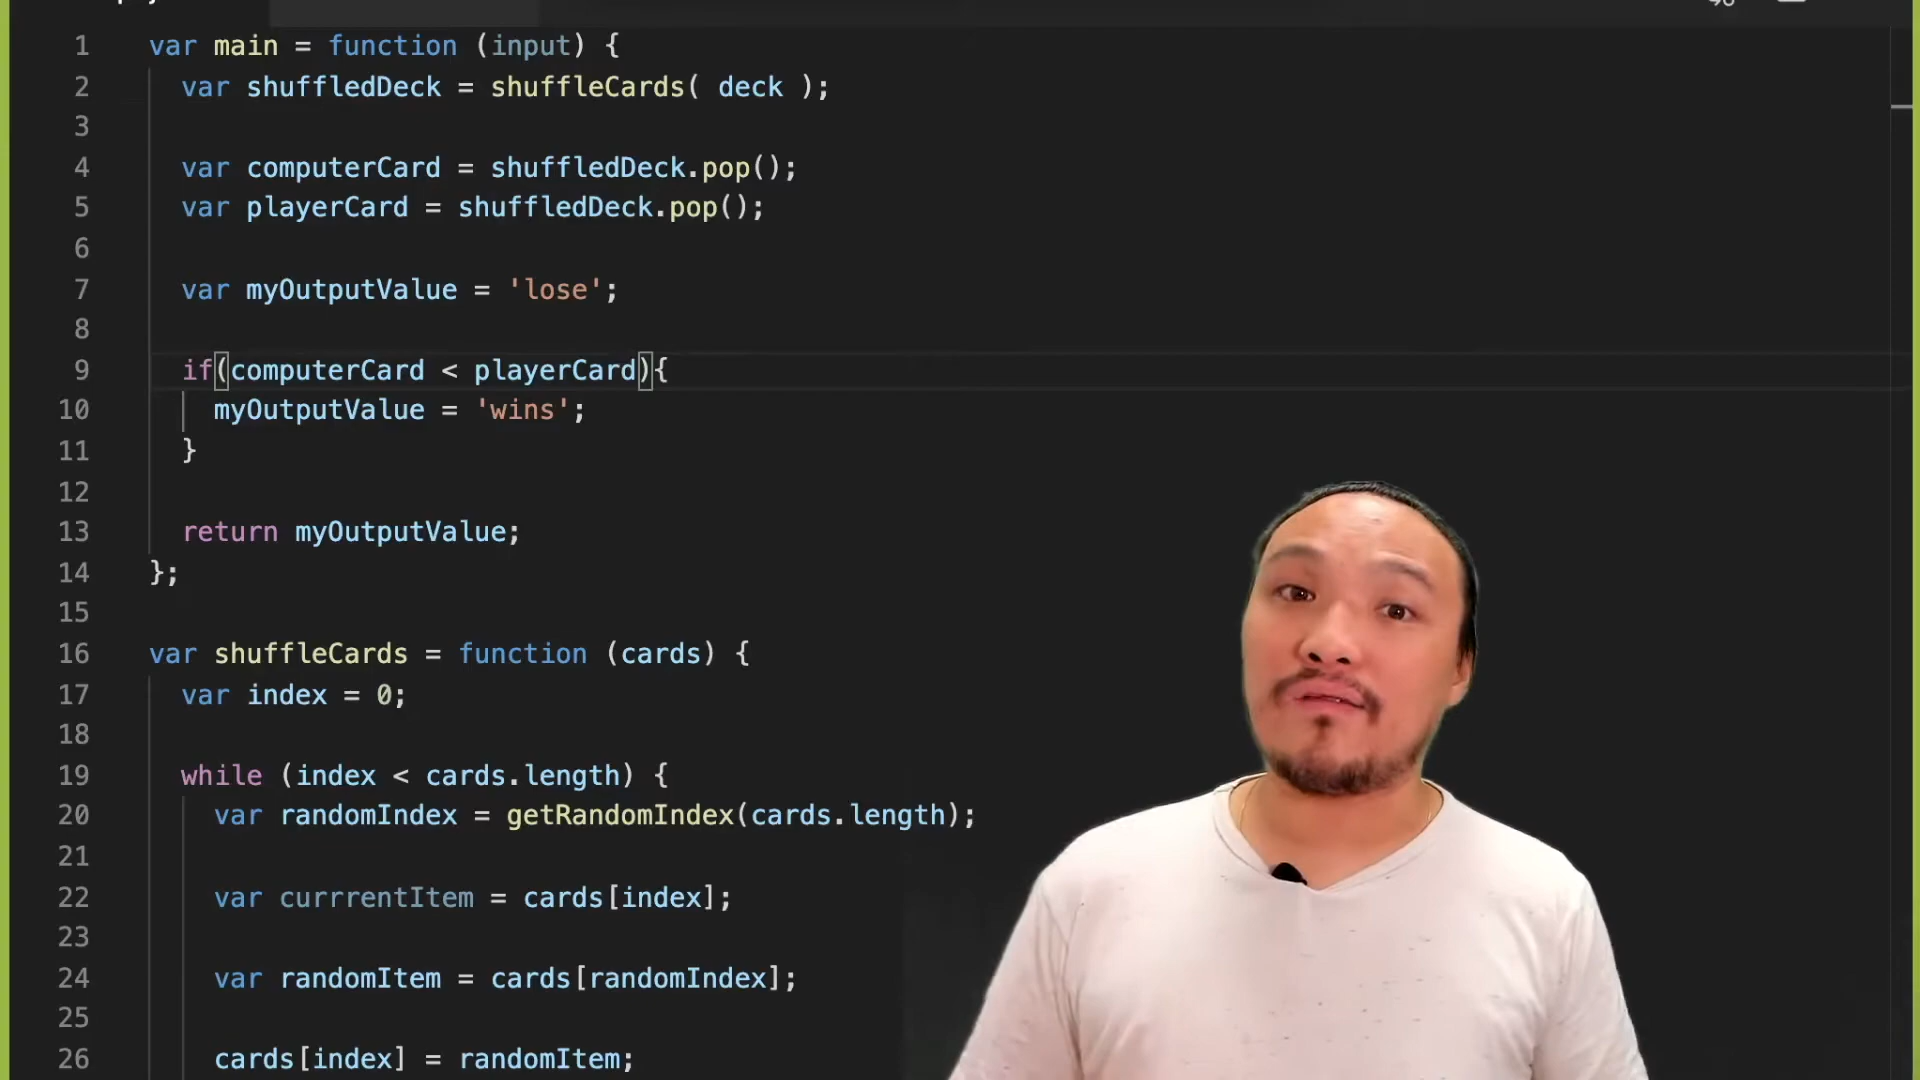 1 var main = function (input) {
2 var shuffledDeck = shuffleCards( deck );
3
4 var computerCard = shuffledDeck.pop();
5 var playerCard = shuffledDeck.pop();
6
7 var myOutputValue = 'lose';
8
9 if(computerCard < playerCard){
10 myOutputValue = 'wins';
11 }
12
13 return myOutputValue;
14 };
15
16 var shuffleCards = function (cards) {
17 var index = 0;
18
19 while (index < cards.length) {
20 var randomIndex = getRandomIndex(cards.length);
21
22 var currrentItem = cards[index];
23
24 var randomItem = cards[randomIndex];
25
26 cards[index] = randomItem;